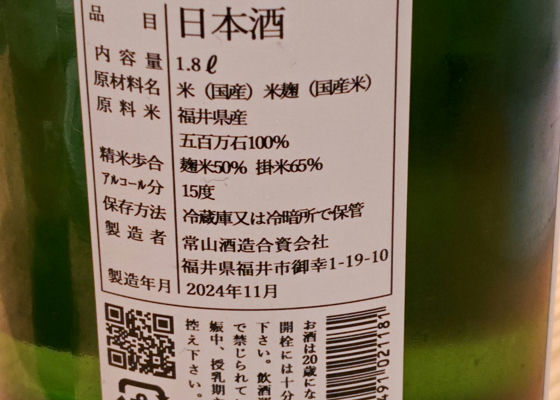 品目 日本酒
内容量 1.8ℓ
原材料名 米（国産）米麹（国産米）
原料米 福井県産
五百万石100%
精米歩合 麹米50% 掛米65%
アルコール分 15度
保存方法 冷蔵庫又は冷暗所で保管
製造者 常山酒造合資会社
福井県福井市御幸1-19-10
製造年月 2024年11月
お酒は20歳にな
開栓には十分
下さい。飲酒
で禁じられて
娠中、授乳期
控え下さい。
491021181